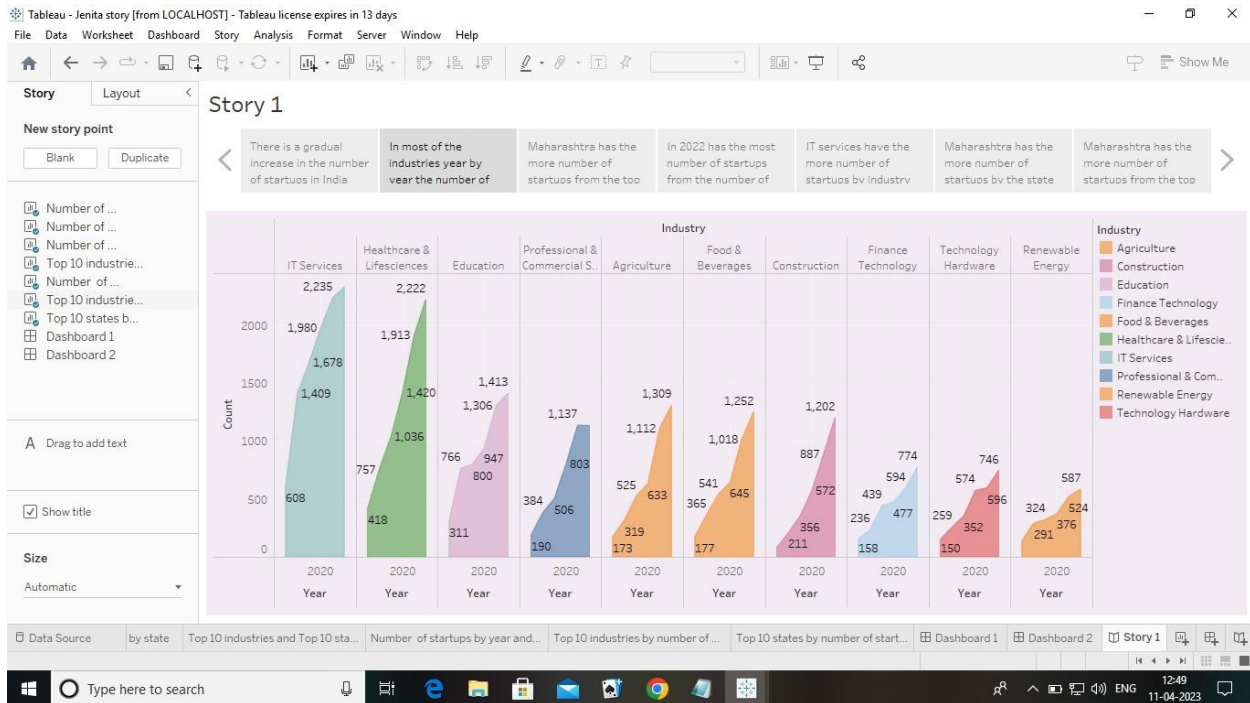 Tableau - Jenita story [from LOCALHOST] - Tableau license expires in 13 days
File Data Worksheet Dashboard Story Analysis Format Server Window Help
Show Me
Story Layout
New story point
Blank Duplicate
Number of ...
Number of ...
Number of ...
Top 10 industrie...
Number of ...
Top 10 industrie...
Top 10 states b...
Dashboard 1
Dashboard 2
A Drag to add text
Show title
Size
Automatic
Story 1
There is a gradual
increase in the number
of startups in India
In most of the
industries year by
year the number of
Maharashtra has the
more number of
startups from the top
In 2022 has the most
number of startups
from the number of
IT services have the
more number of
startups by industry
Maharashtra has the
more number of
startups by the state
Maharashtra has the
more number of
startups from the top
Industry
IT Services
Healthcare &
Lifesciences
Education
Professional &
Commercial S..
Agriculture
Food &
Beverages
Construction
Finance
Technology
Technology
Hardware
Renewable
Energy
Count
2000
1500
1000
500
0
2,235
1,980
1,678
1,409
608
2,222
1,913
1,420
1,036
757
418
1,413
1,306
766 947
800
311
1,137
803
384
506
190
1,309
1,112
525
633
319
173
1,252
1,018
541
365 645
177
1,202
887
572
356
211
774
594
439
477
236
158
746
574
596
259
352
150
587
324 524
376
291
2020 2020 2020 2020 2020 2020 2020 2020 2020 2020
Year Year Year Year Year Year Year Year Year Year
Industry
Agriculture
Construction
Education
Finance Technology
Food & Beverages
Healthcare & Lifescie..
IT Services
Professional & Com..
Renewable Energy
Technology Hardware
Data Source by state Top 10 industries and Top 10 sta... Number of startups by year and... Top 10 industries by number of ... Top 10 states by number of start... Dashboard 1 Dashboard 2 Story 1
Type here to search
ENG
12:49
11-04-2023